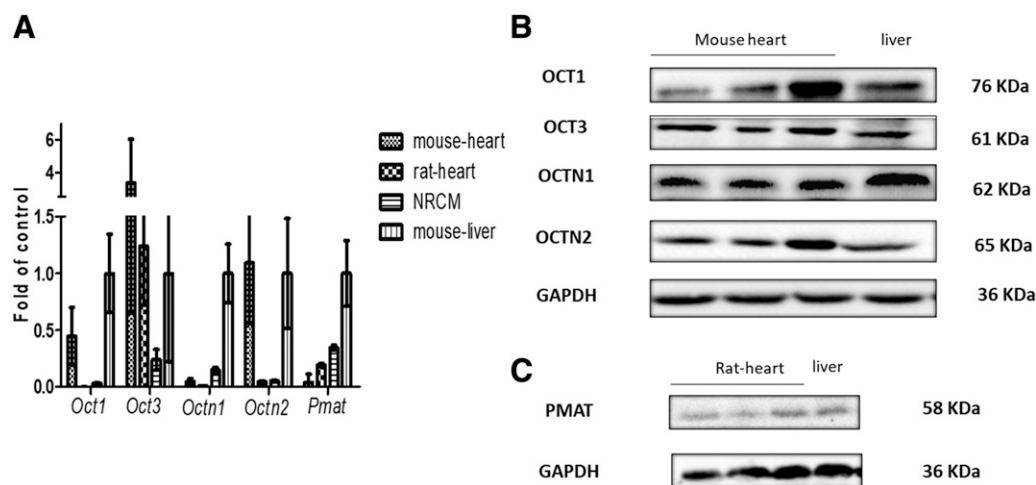 A
6
4
2
1.5
1.0
0.5
0.0
Fold of control
Oct1 Oct3 Octn1 Octn2 Pmat
mouse-heart
rat-heart
NRCM
mouse-liver
B
Mouse heart liver
OCT1 76 KDa
OCT3 61 KDa
OCTN1 62 KDa
OCTN2 65 KDa
GAPDH 36 KDa
C
Rat-heart liver
PMAT 58 KDa
GAPDH 36 KDa